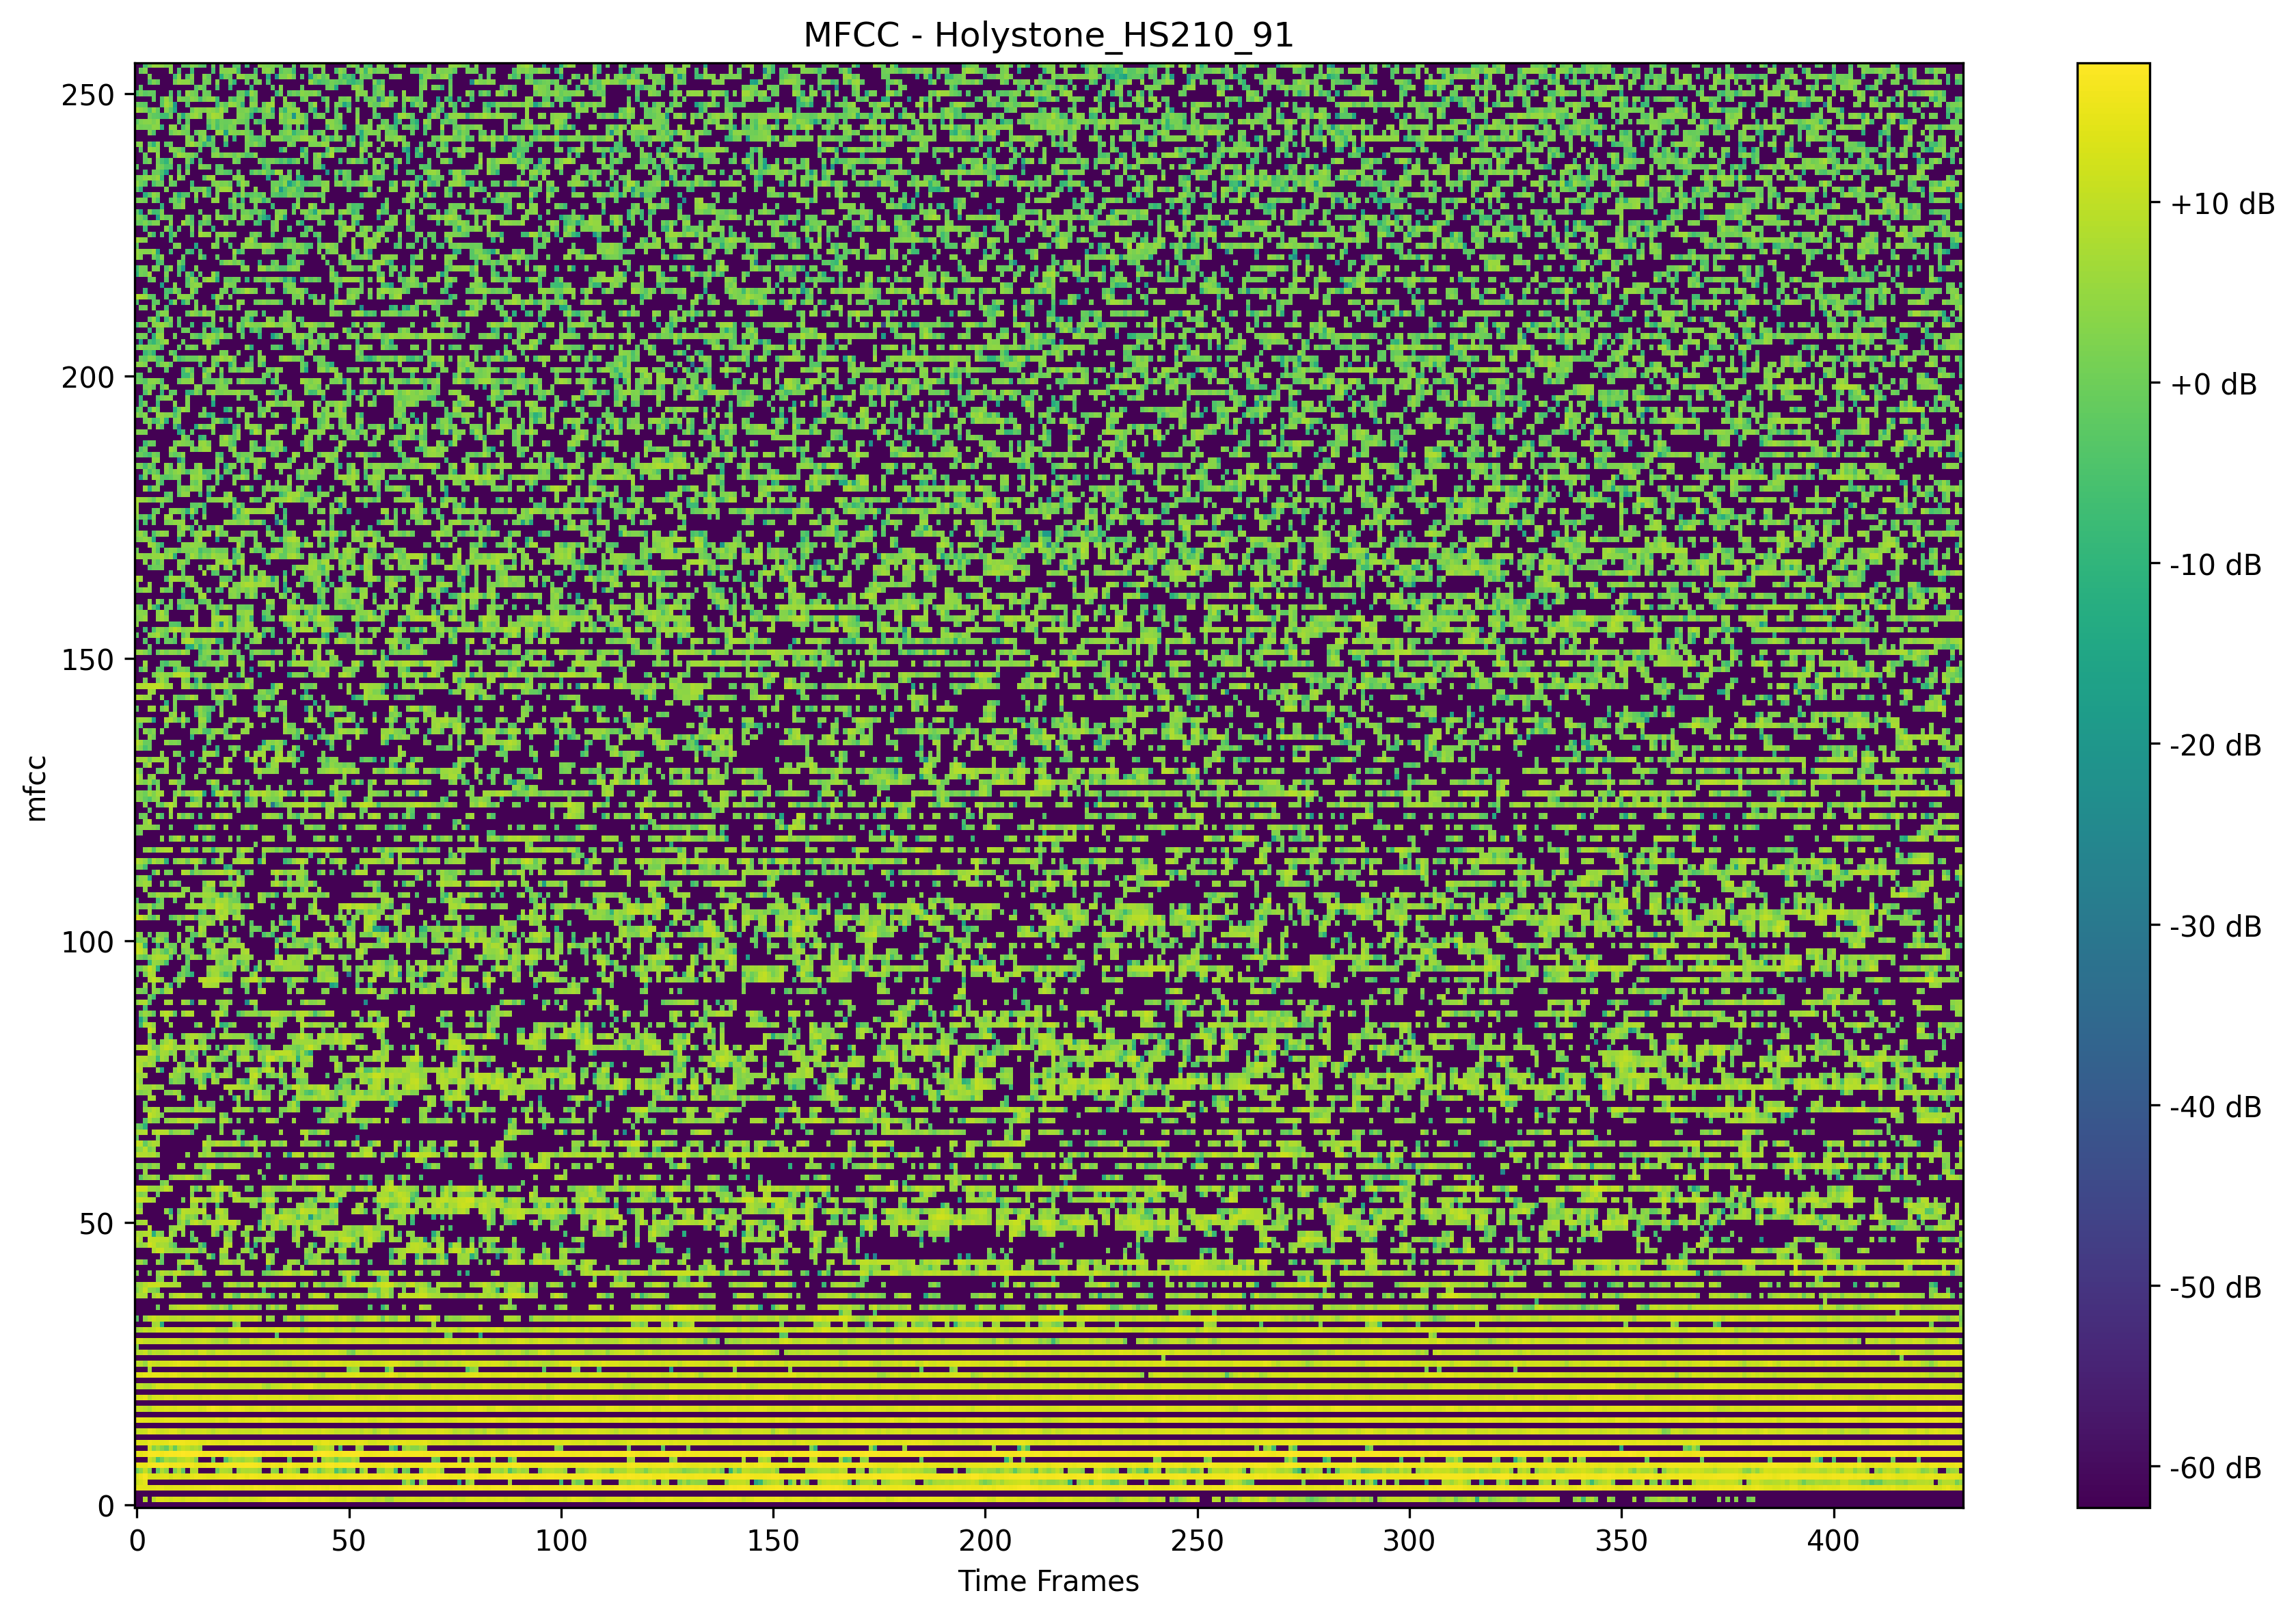 MFCC - Holystone_HS210_91
250
200
150
100
50
0
mfcc
0 50 100 150 200 250 300 350 400
Time Frames
+10 dB
+0 dB
-10 dB
-20 dB
-30 dB
-40 dB
-50 dB
-60 dB